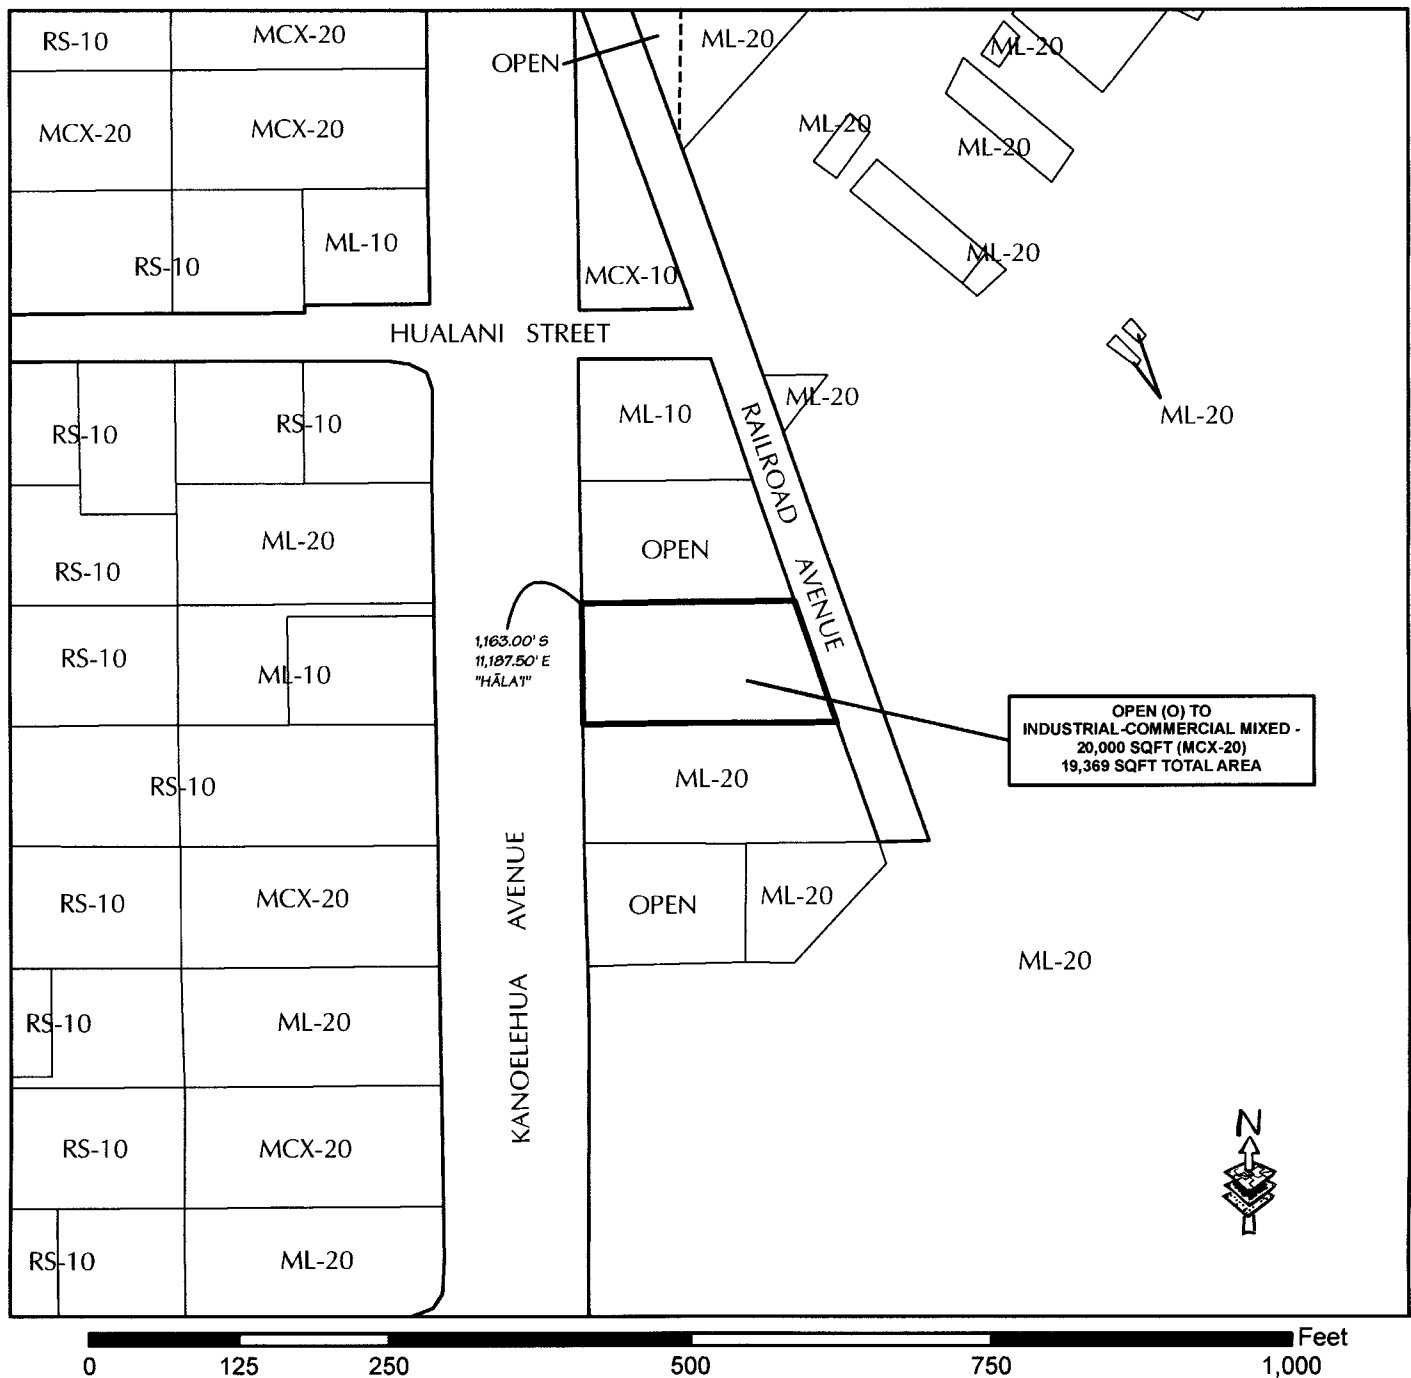 RS-10
MCX-20
OPEN
ML-20
ML-20
MCX-20
MCX-20
ML-20
ML-20
RS-10
ML-10
MCX-10
ML-20
HUALANI STREET
RS-10
RS-10
ML-10
ML-20
ML-20
RAILROAD AVENUE
RS-10
ML-20
OPEN
1,163.00' S
11,187.50' E
"HĀLA'I"
RS-10
ML-10
OPEN (O) TO
INDUSTRIAL-COMMERCIAL MIXED -
20,000 SQFT (MCX-20)
19,369 SQFT TOTAL AREA
RS-10
ML-20
KANOELEHUA AVENUE
RS-10
MCX-20
OPEN
ML-20
ML-20
RS-10
ML-20
RS-10
MCX-20
N
RS-10
ML-20
Feet
0 125 250 500 750 1,000